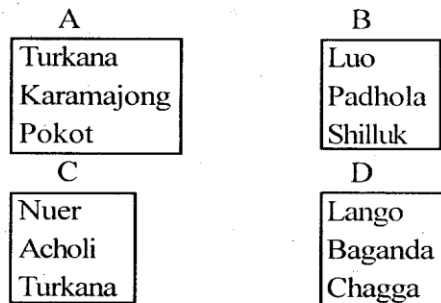 A
Turkana
Karamajong
Pokot
B
Luo
Padhola
Shilluk
C
Nuer
Acholi
Turkana
D
Lango
Baganda
Chagga